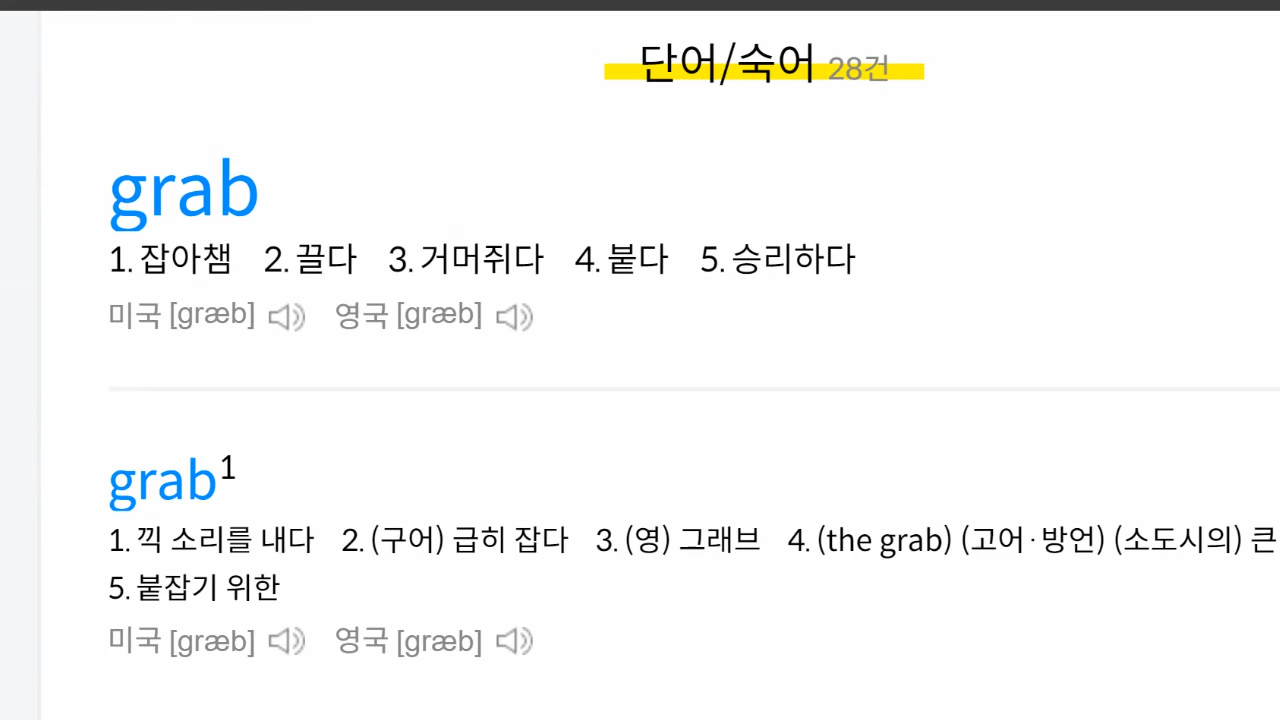 단어/숙어 28건
grab
1. 잡아챔 2. 끌다 3. 거머쥐다 4. 붙다 5. 승리하다
미국 [græb] 영국 [græb]
grab1
1. 끽 소리를 내다 2. (구어) 급히 잡다 3. (영) 그래브 4. (the grab) (고어·방언) (소도시의) 큰
5. 붙잡기 위한
미국 [græb] 영국 [græb]